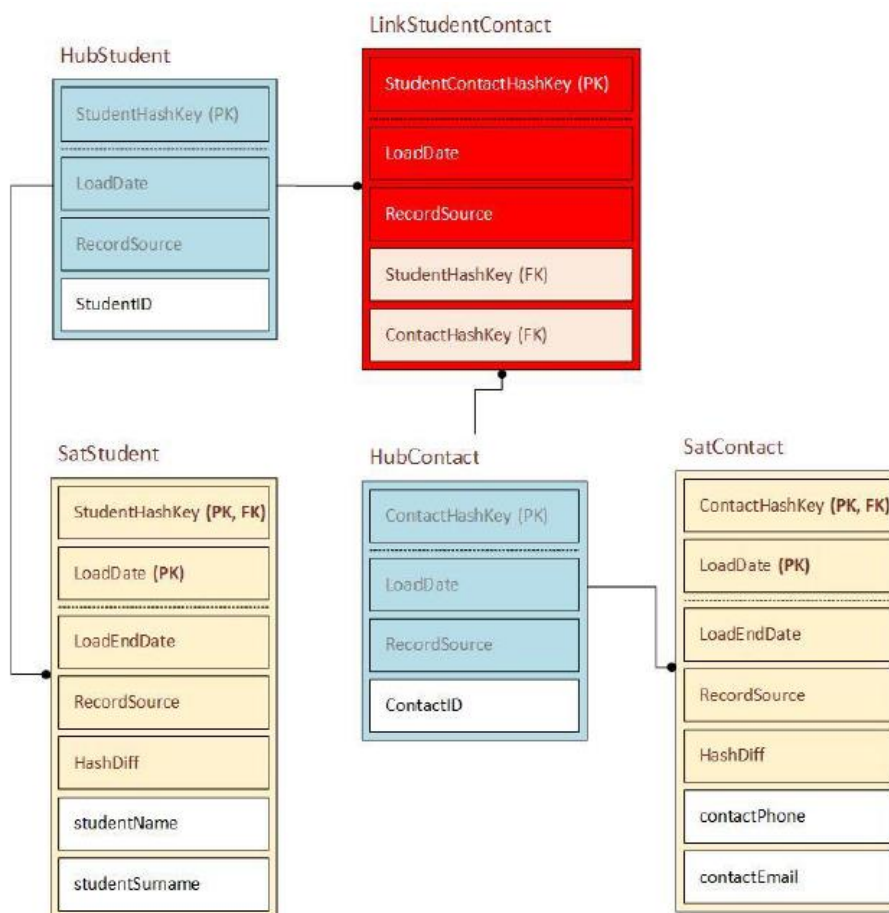 LinkStudentContact
StudentContactHashKey (PK)
LoadDate
RecordSource
StudentHashKey (FK)
ContactHashKey (FK)
HubStudent
StudentHashKey (PK)
LoadDate
RecordSource
StudentID
SatStudent
StudentHashKey (PK, FK)
LoadDate (PK)
LoadEndDate
RecordSource
HashDiff
studentName
studentSurname
HubContact
ContactHashKey (PK)
LoadDate
RecordSource
ContactID
SatContact
ContactHashKey (PK, FK)
LoadDate (PK)
LoadEndDate
RecordSource
HashDiff
contactPhone
contactEmail